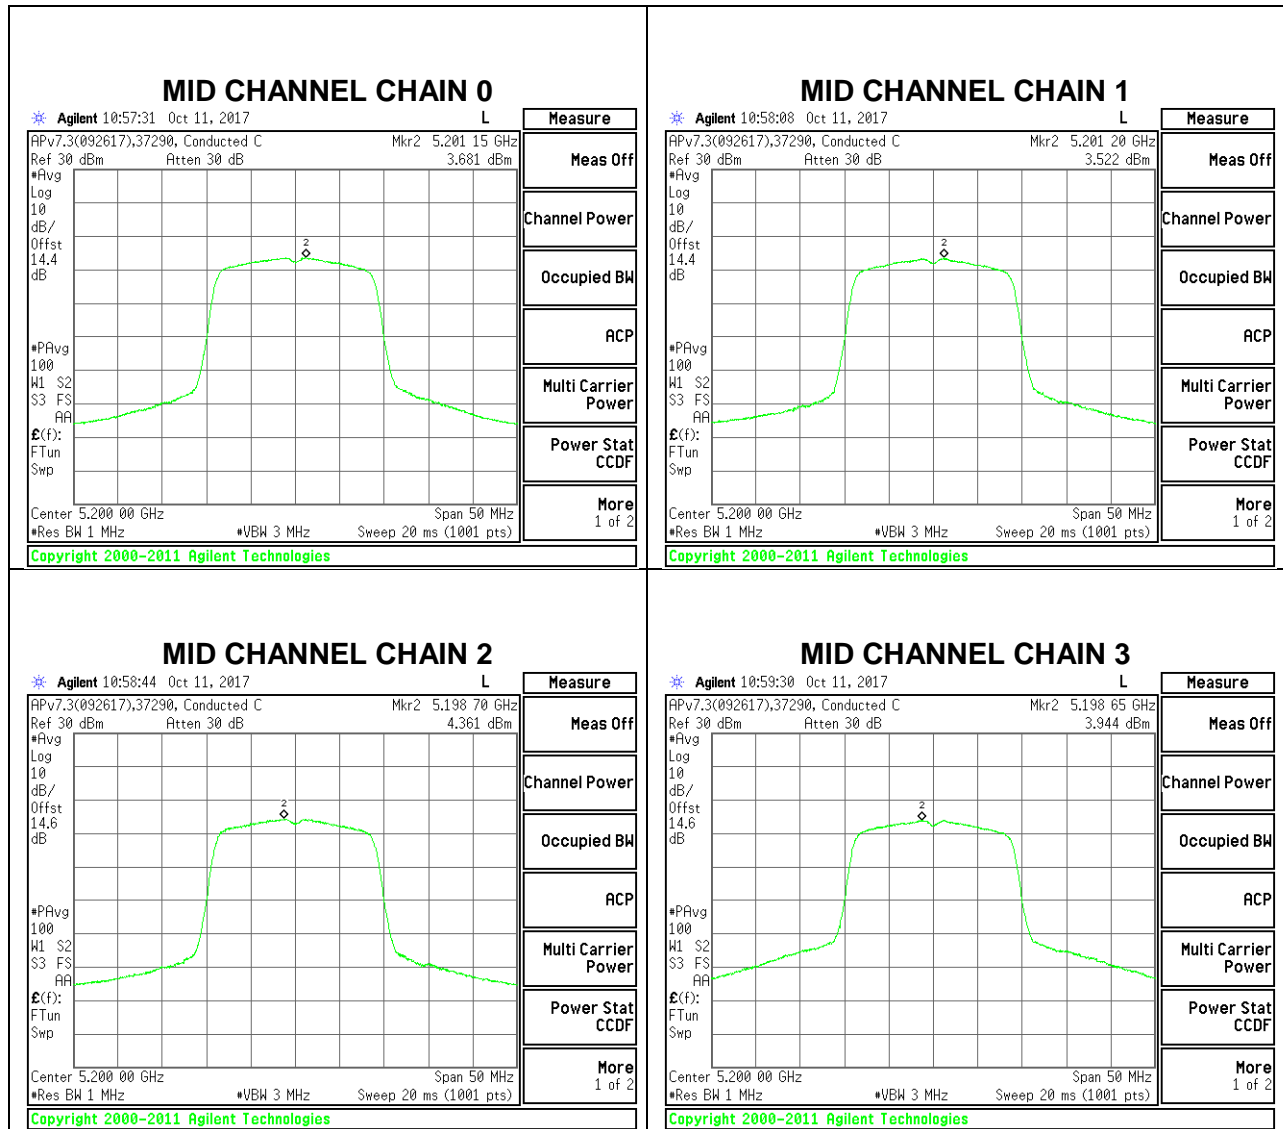 MID CHANNEL CHAIN 0
Agilent 10:57:31 Oct 11, 2017 L
Measure
APv7.3(092617),37290, Conducted C Mkr2 5.201 15 GHz
Ref 30 dBm Atten 30 dB 3.681 dBm
Meas Off
#Avg
Log
10
dB/
Channel Power
Offst
14.4
dB
2
Occupied BW
ACP
#PAvg
100
W1 S2
S3 FS
AA
Multi Carrier
Power
£(f):
FTun
Swp
Power Stat
CCDF
More
1 of 2
Center 5.200 00 GHz Span 50 MHz
#Res BW 1 MHz #VBW 3 MHz Sweep 20 ms (1001 pts)
Copyright 2000-2011 Agilent Technologies
MID CHANNEL CHAIN 1
Agilent 10:58:08 Oct 11, 2017 L
Measure
APv7.3(092617),37290, Conducted C Mkr2 5.201 20 GHz
Ref 30 dBm Atten 30 dB 3.522 dBm
Meas Off
#Avg
Log
10
dB/
Channel Power
Offst
14.4
dB
2
Occupied BW
ACP
#PAvg
100
W1 S2
S3 FS
AA
Multi Carrier
Power
£(f):
FTun
Swp
Power Stat
CCDF
More
1 of 2
Center 5.200 00 GHz Span 50 MHz
#Res BW 1 MHz #VBW 3 MHz Sweep 20 ms (1001 pts)
Copyright 2000-2011 Agilent Technologies
MID CHANNEL CHAIN 2
Agilent 10:58:44 Oct 11, 2017 L
Measure
APv7.3(092617),37290, Conducted C Mkr2 5.198 70 GHz
Ref 30 dBm Atten 30 dB 4.361 dBm
Meas Off
#Avg
Log
10
dB/
Channel Power
Offst
14.6
dB
2
Occupied BW
ACP
#PAvg
100
W1 S2
S3 FS
AA
Multi Carrier
Power
£(f):
FTun
Swp
Power Stat
CCDF
More
1 of 2
Center 5.200 00 GHz Span 50 MHz
#Res BW 1 MHz #VBW 3 MHz Sweep 20 ms (1001 pts)
Copyright 2000-2011 Agilent Technologies
MID CHANNEL CHAIN 3
Agilent 10:59:30 Oct 11, 2017 L
Measure
APv7.3(092617),37290, Conducted C Mkr2 5.198 65 GHz
Ref 30 dBm Atten 30 dB 3.944 dBm
Meas Off
#Avg
Log
10
dB/
Channel Power
Offst
14.6
dB
2
Occupied BW
ACP
#PAvg
100
W1 S2
S3 FS
AA
Multi Carrier
Power
£(f):
FTun
Swp
Power Stat
CCDF
More
1 of 2
Center 5.200 00 GHz Span 50 MHz
#Res BW 1 MHz #VBW 3 MHz Sweep 20 ms (1001 pts)
Copyright 2000-2011 Agilent Technologies